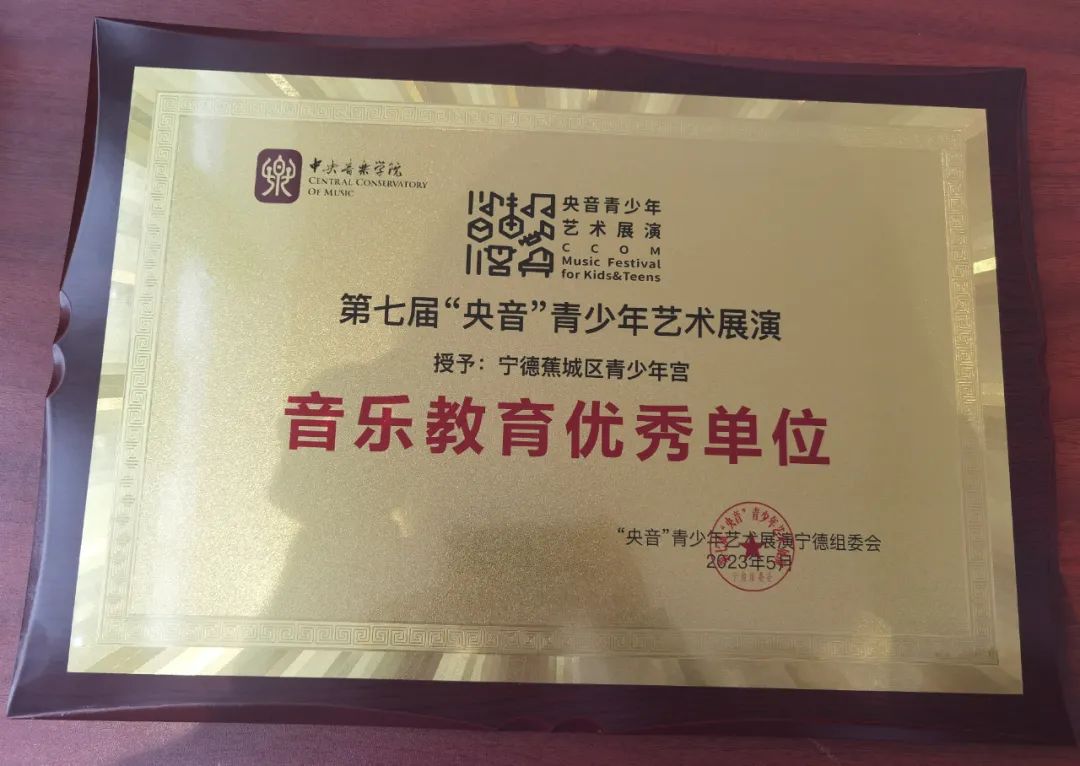 中央音乐学院
CENTRAL CONSERVATORY
OF MUSIC
央音青少年
艺术展演
CCOM
Music Festival
for Kids&Teens
第七届“央音”青少年艺术展演
授予：宁德蕉城区青少年宫
音乐教育优秀单位
“央音”青少年艺术展演宁德组委会
2023年5月